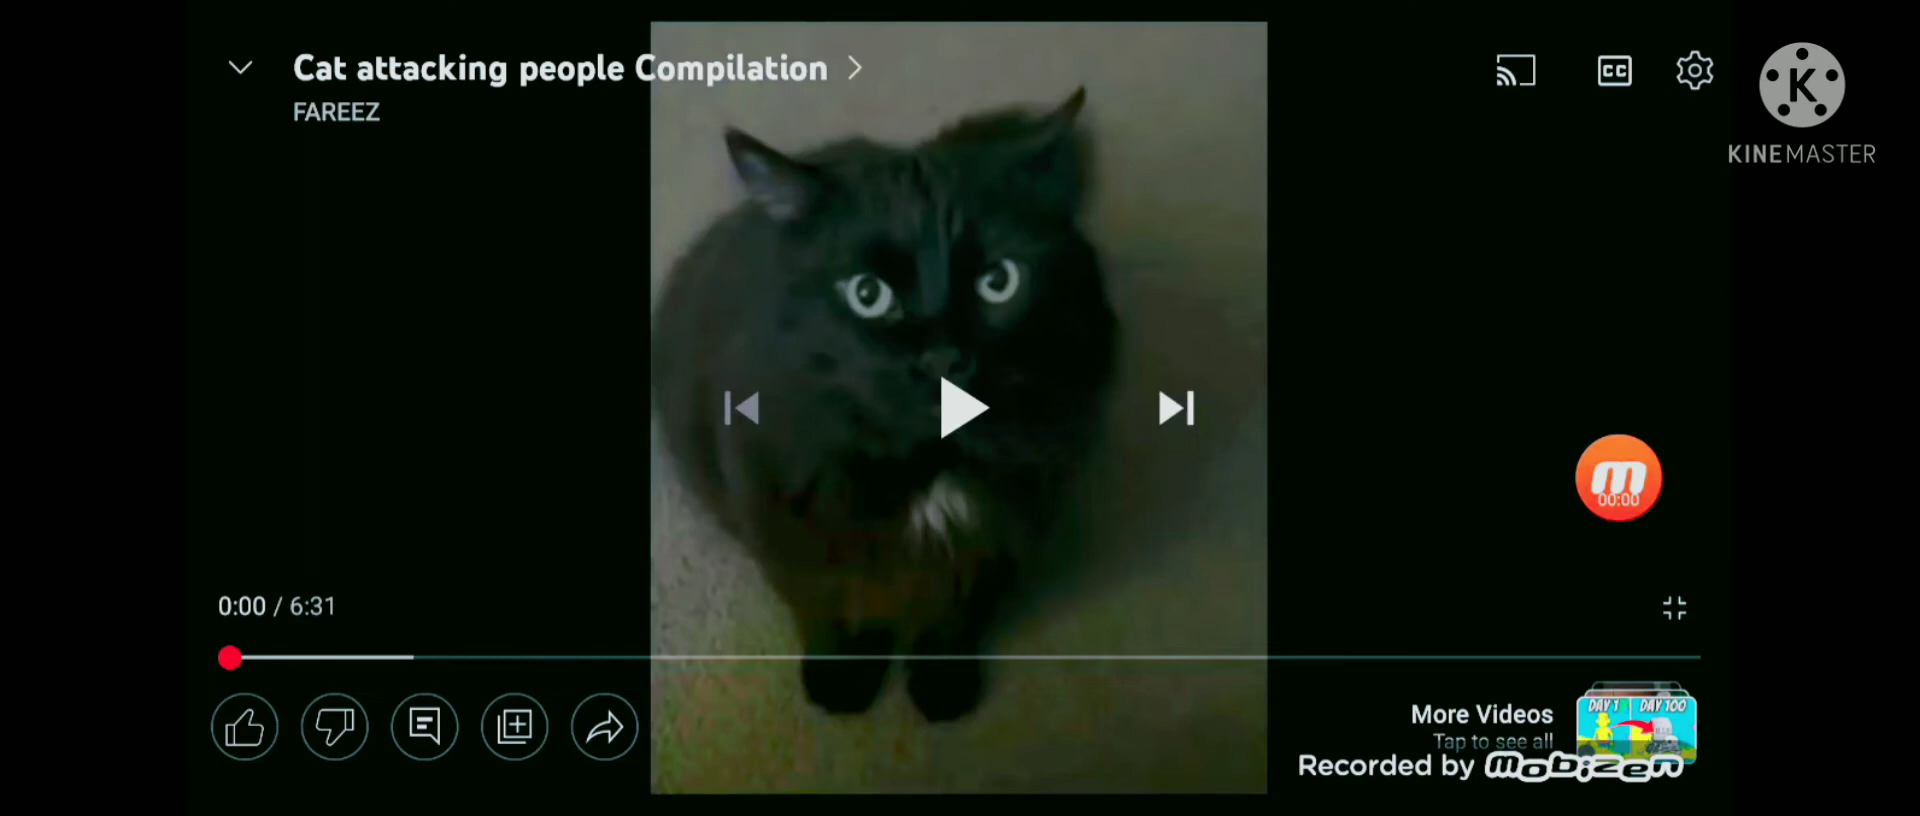 Cat attacking people Compilation
FAREEZ
CC
K
KINEMASTER
m
00:00
0:00 / 6:31
More Videos
Tap to see all
DAY 1 DAY 100
Recorded by mobizen